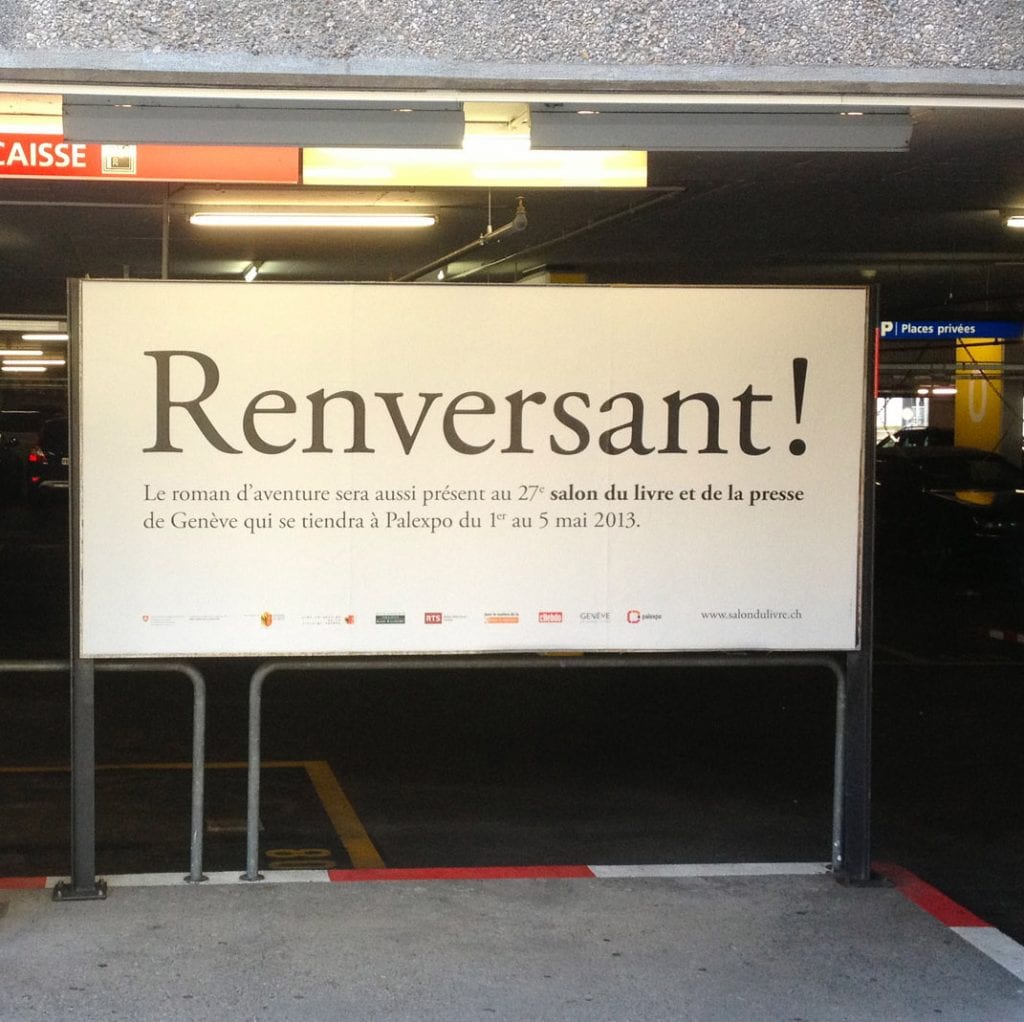 CAISSE
P Places privées
Renversant!
Le roman d'aventure sera aussi présent au 27e salon du livre et de la presse
de Genève qui se tiendra à Palexpo du 1er au 5 mai 2013.
RTS
GENÈVE
palexpo
www.salondulivre.ch